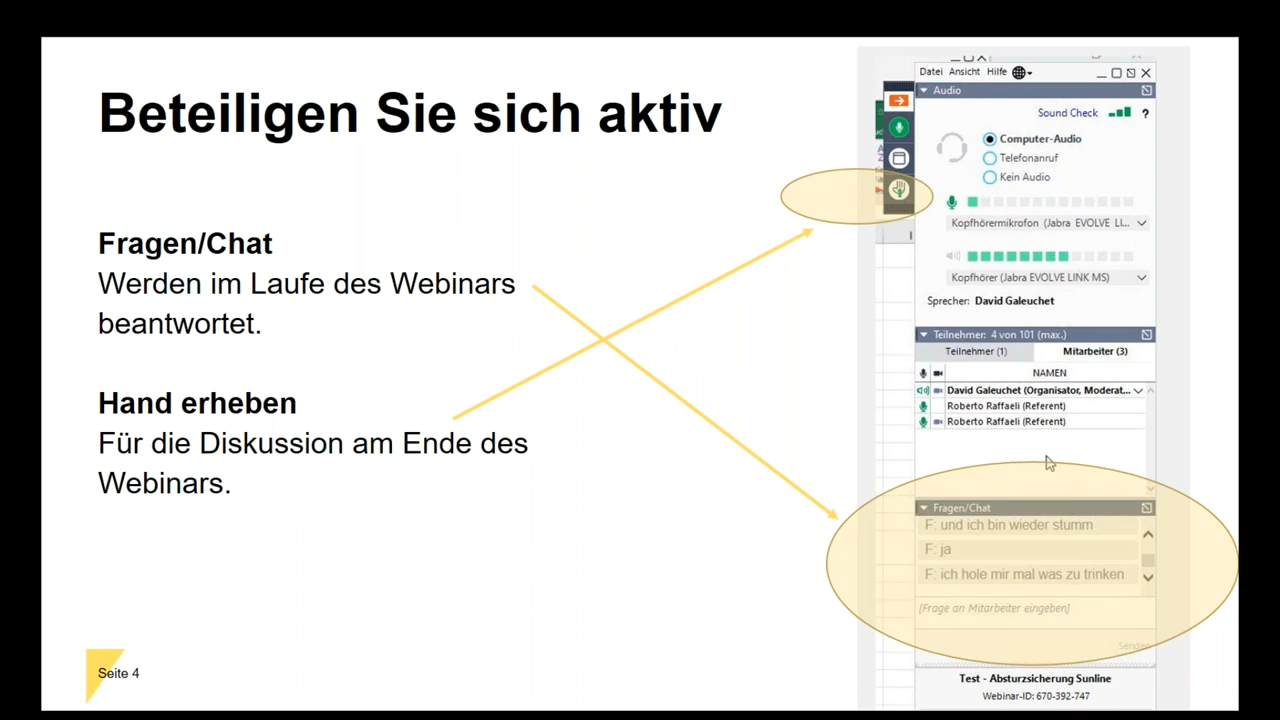 Beteiligen Sie sich aktiv
Fragen/Chat
Werden im Laufe des Webinars
beantwortet.
Hand erheben
Für die Diskussion am Ende des
Webinars.
Seite 4
Datei Ansicht Hilfe
Audio
Sound Check ?
Computer-Audio
Telefonanruf
Kein Audio
Kopfhörermikrofon (Jabra EVOLVE LI...
Kopfhörer (Jabra EVOLVE LINK MS)
Sprecher: David Galeuchet
Teilnehmer: 4 von 101 (max.)
Teilnehmer (1) Mitarbeiter (3)
NAMEN
David Galeuchet (Organisator, Moderat...
Roberto Raffaeli (Referent)
Roberto Raffaeli (Referent)
Fragen/Chat
F: und ich bin wieder stumm
F: ja
F: ich hole mir mal was zu trinken
[Frage an Mitarbeiter eingeben]
Senden
Test - Absturzsicherung Sunline
Webinar-ID: 670-392-747